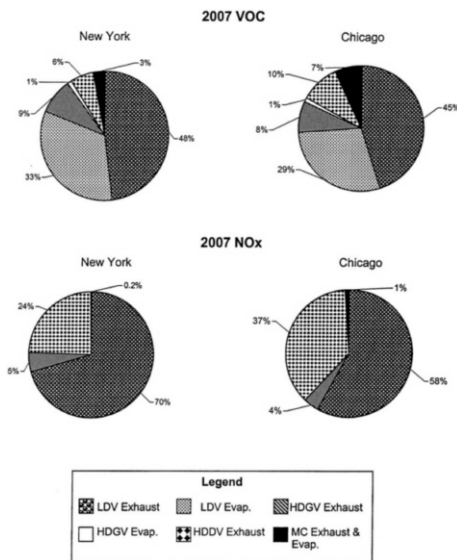 2007 VOC
New York
Chicago
6%
3%
1%
9%
48%
33%
7%
10%
1%
8%
45%
29%
2007 NOx
New York
Chicago
0.2%
24%
5%
70%
1%
37%
4%
58%
Legend
LDV Exhaust LDV Evap. HDGV Exhaust
HDGV Evap. HDDV Exhaust MC Exhaust &
Evap.